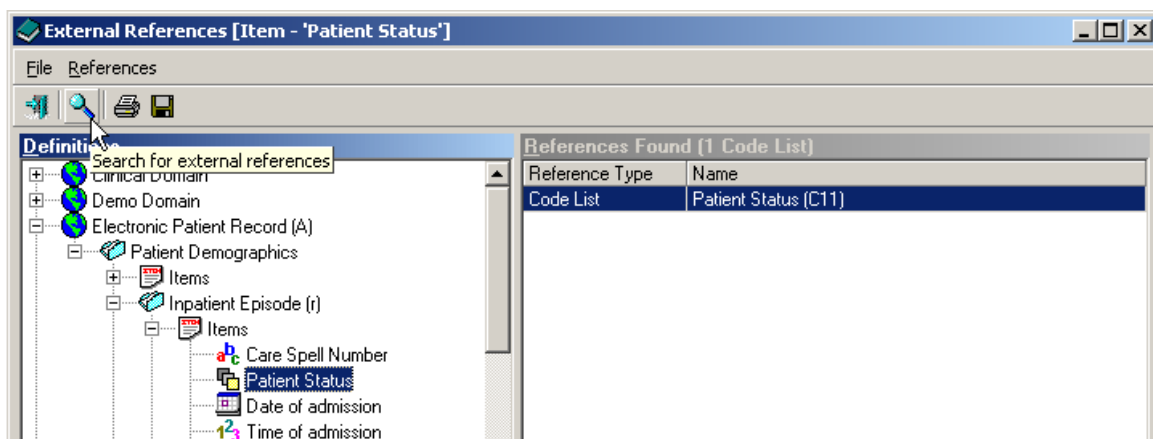 External References [Item - 'Patient Status']
File References
Definitions
Search for external references
Clinical Domain
Demo Domain
Electronic Patient Record (A)
Patient Demographics
Items
Inpatient Episode (r)
Items
Care Spell Number
Patient Status
Date of admission
Time of admission
References Found (1 Code List)
Reference Type Name
Code List Patient Status (C11)